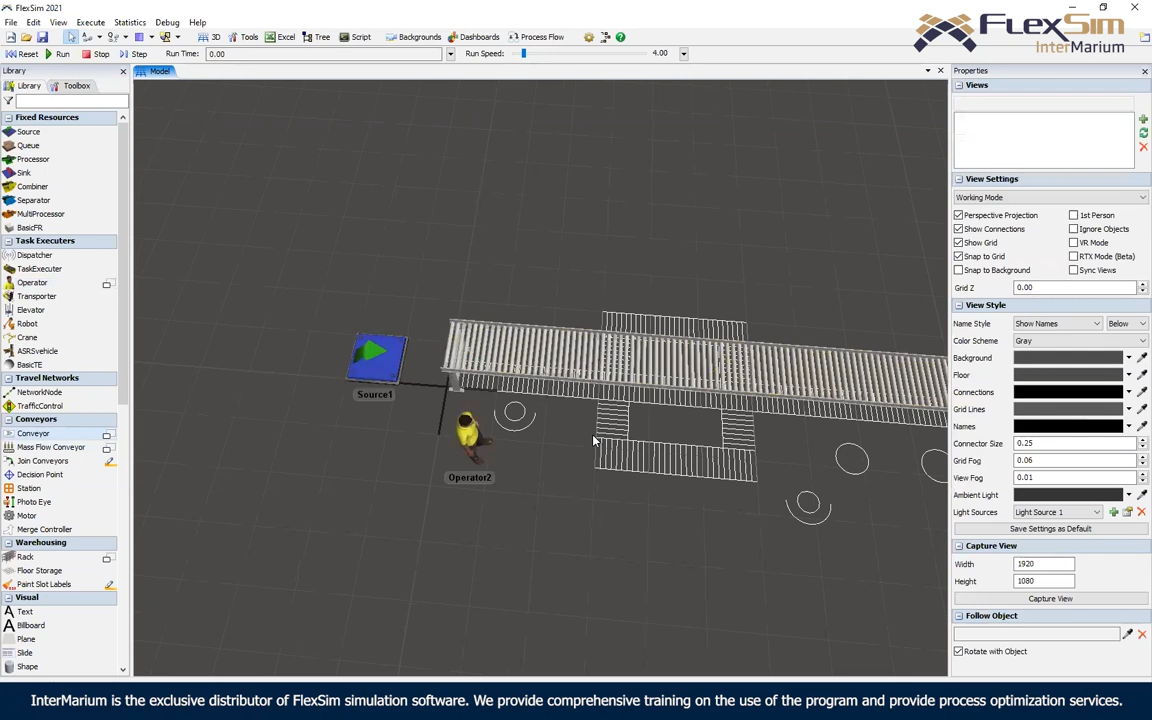 FlexSim 2021
File Edit View Execute Statistics Debug Help
3D Tools Excel Tree Script Backgrounds Dashboards Process Flow
Reset Run Stop Step Run Time: 0.00 Run Speed: 4.00
FlexSim
InterMarium
Library
Library Toolbox
Fixed Resources
Source
Queue
Processor
Sink
Combiner
Separator
MultiProcessor
BasicFR
Task Executers
Dispatcher
TaskExecuter
Operator
Transporter
Elevator
Robot
Crane
ASRSvehicle
BasicTE
Travel Networks
NetworkNode
TrafficControl
Conveyors
Conveyor
Mass Flow Conveyor
Join Conveyors
Decision Point
Station
Photo Eye
Motor
Merge Controller
Warehousing
Rack
Floor Storage
Paint Slot Labels
Visual
Text
Billboard
Plane
Slide
Shape
Model
Source1
Operator2
Properties
Views
View Settings
Working Mode
Perspective Projection 1st Person
Show Connections Ignore Objects
Show Grid VR Mode
Snap to Grid RTX Mode (Beta)
Snap to Background Sync Views
Grid Z 0.00
View Style
Name Style Show Names Below
Color Scheme Gray
Background
Floor
Connections
Grid Lines
Names
Connector Size 0.25
Grid Fog 0.06
View Fog 0.01
Ambient Light
Light Sources Light Source 1
Save Settings as Default
Capture View
Width 1920
Height 1080
Capture View
Follow Object
Rotate with Object
InterMarium is the exclusive distributor of FlexSim simulation software. We provide comprehensive training on the use of the program and provide process optimization services.